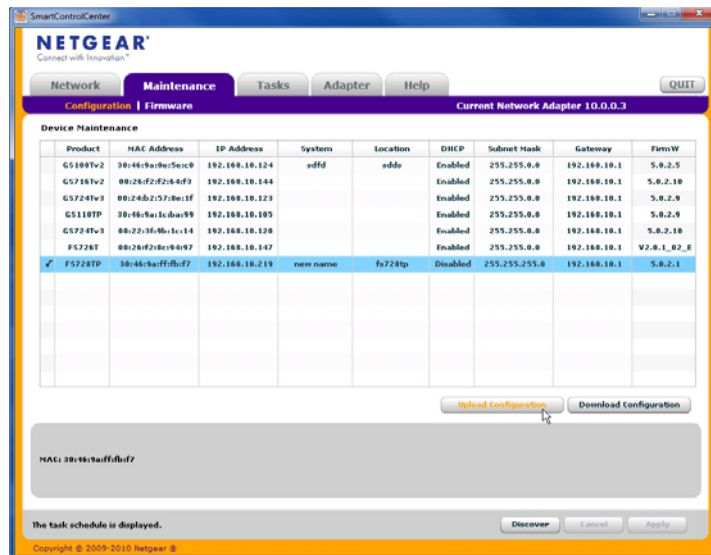 SmartControlCenter
NETGEAR®
Connect with Innovation™
Network Maintenance Tasks Adapter Help QUIT
Configuration | Firmware Current Network Adapter 10.0.0.3
Device Maintenance
Product MAC Address IP Address System Location DHCP Subnet Mask Gateway FirmW
GS108Tv2 30:46:9a:0e:5e:c0 192.168.10.124 sdfd sdds Enabled 255.255.0.0 192.168.10.1 5.0.2.5
GS716Tv2 00:26:f2:f2:64:f3 192.168.10.144 Enabled 255.255.0.0 192.168.10.1 5.0.2.10
GS724Tv3 00:24:b2:57:0e:1f 192.168.10.123 Enabled 255.255.0.0 192.168.10.1 5.0.2.9
GS110TP 30:46:9a:1c:ba:99 192.168.10.105 Enabled 255.255.0.0 192.168.10.1 5.0.2.9
GS724Tv3 00:22:3f:9b:1c:14 192.168.10.120 Enabled 255.255.0.0 192.168.10.1 5.0.2.10
FS726T 00:26:f2:8c:94:97 192.168.10.147 Enabled 255.255.0.0 192.168.10.1 V2.0.1_02_E
✓ FS728TP 30:46:9a:ff:fb:f7 192.168.10.219 new name fs728tp Disabled 255.255.255.0 192.168.10.1 5.0.2.1
Upload Configuration Download Configuration
MAC: 30:46:9a:ff:fb:f7
The task schedule is displayed. Discover Cancel Apply
Copyright © 2009-2010 Netgear ®